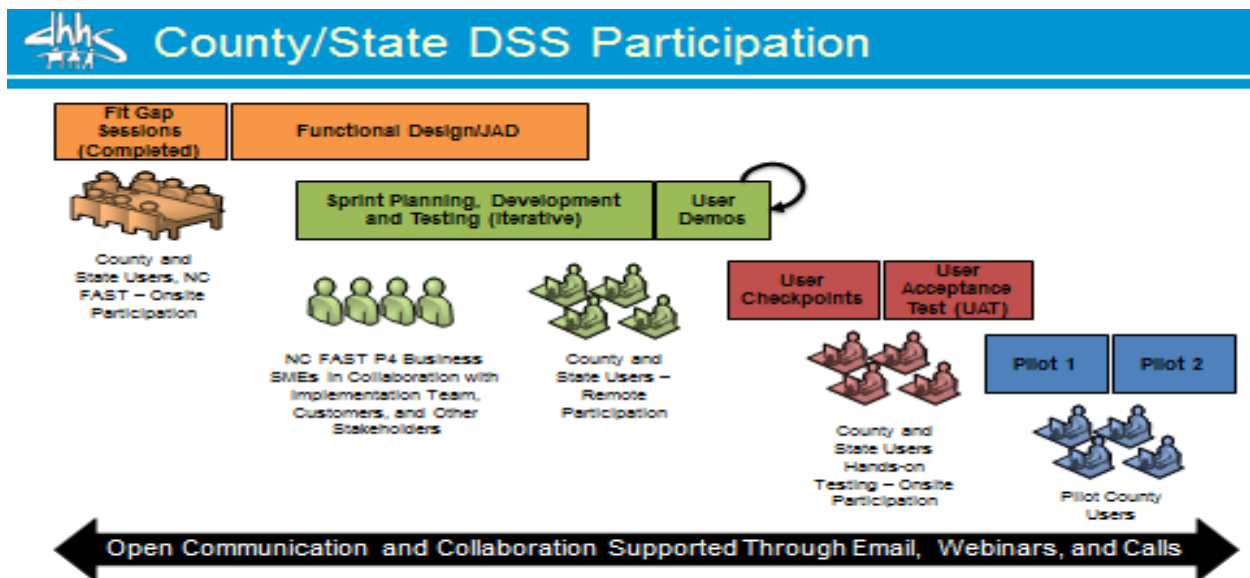 dhhs
County/State DSS Participation
Fit Gap
Sessions
(Completed)
Functional Design/JAD
Sprint Planning, Development
and Testing (Iterative)
User
Demos
County and
State Users, NC
FAST – Onsite
Participation
NC FAST P4 Business
SMEs in Collaboration with
Implementation Team,
Customers, and Other
Stakeholders
County and
State Users –
Remote
Participation
User
Checkpoints
User
Acceptance
Test (UAT)
County and
State Users
Hands-on
Testing – Onsite
Participation
Pilot 1
Pilot 2
Pilot County
Users
Open Communication and Collaboration Supported Through Email, Webinars, and Calls